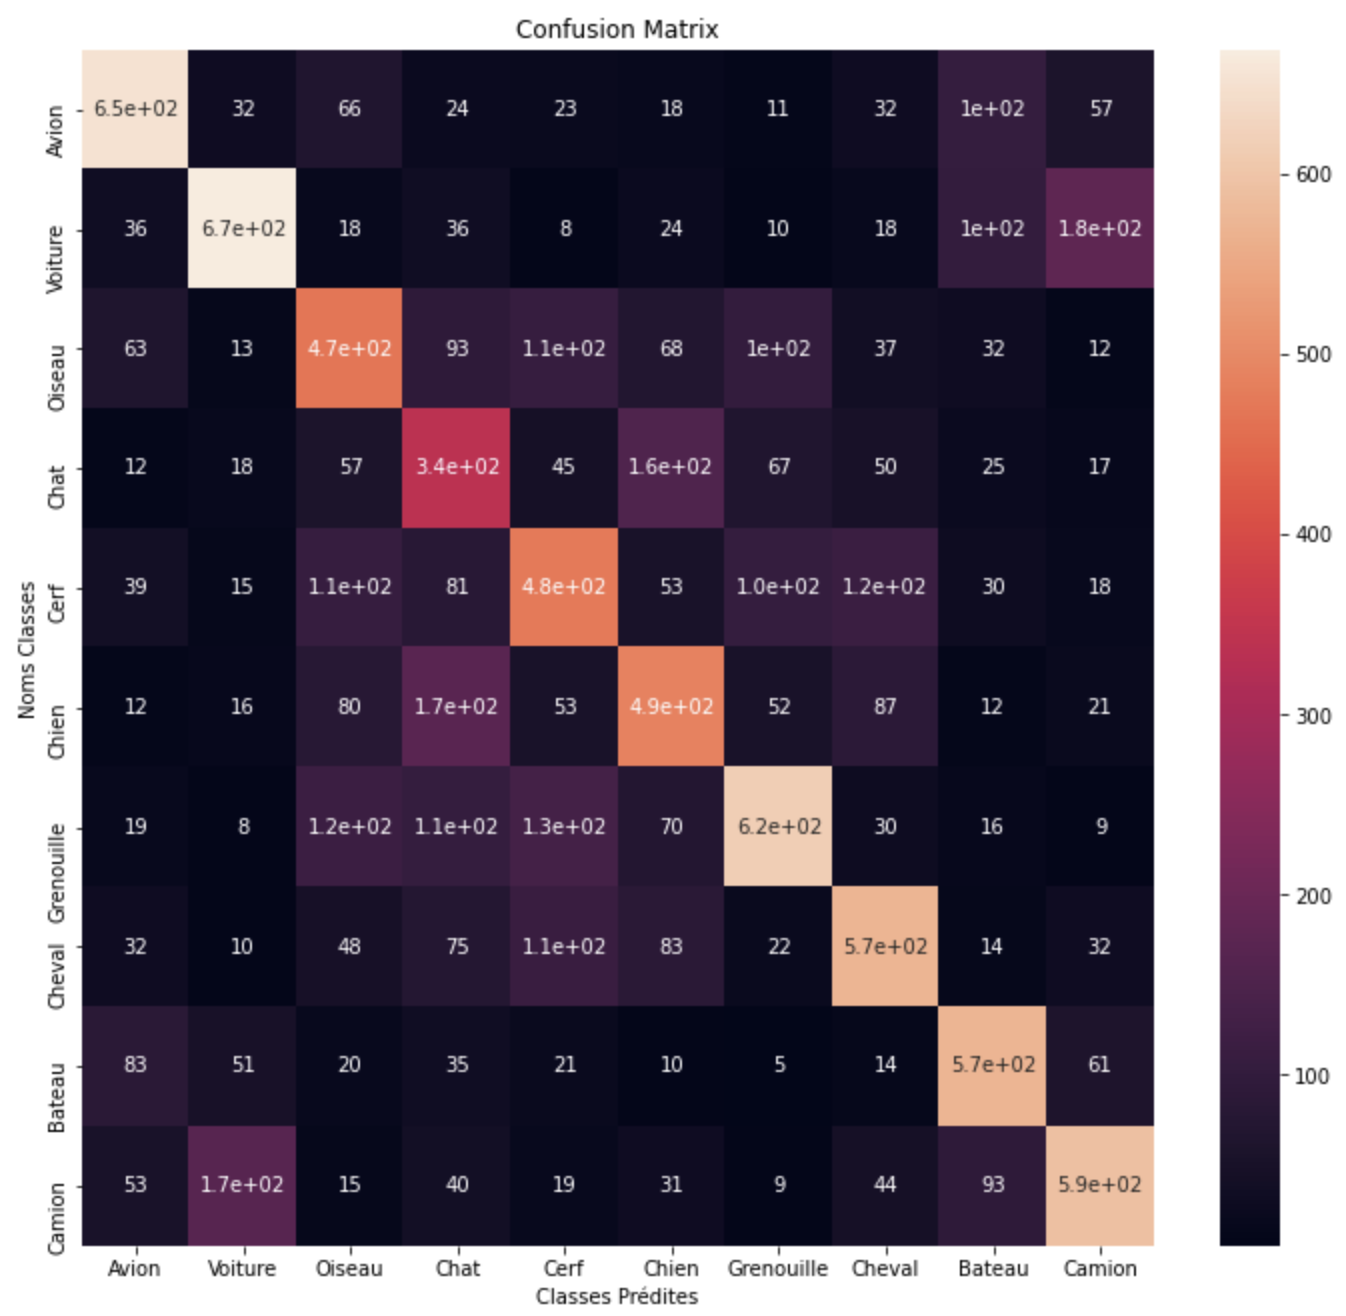 Confusion Matrix
Avion 6.5e+02 32 66 24 23 18 11 32 1e+02 57
Voiture 36 6.7e+02 18 36 8 24 10 18 1e+02 1.8e+02
Oiseau 63 13 4.7e+02 93 1.1e+02 68 1e+02 37 32 12
Chat 12 18 57 3.4e+02 45 1.6e+02 67 50 25 17
Cerf 39 15 1.1e+02 81 4.8e+02 53 1.0e+02 1.2e+02 30 18
Chien 12 16 80 1.7e+02 53 4.9e+02 52 87 12 21
Grenouille 19 8 1.2e+02 1.1e+02 1.3e+02 70 6.2e+02 30 16 9
Cheval 32 10 48 75 1.1e+02 83 22 5.7e+02 14 32
Bateau 83 51 20 35 21 10 5 14 5.7e+02 61
Camion 53 1.7e+02 15 40 19 31 9 44 93 5.9e+02
Noms Classes
Avion Voiture Oiseau Chat Cerf Chien Grenouille Cheval Bateau Camion
Classes Prédites
600
500
400
300
200
100